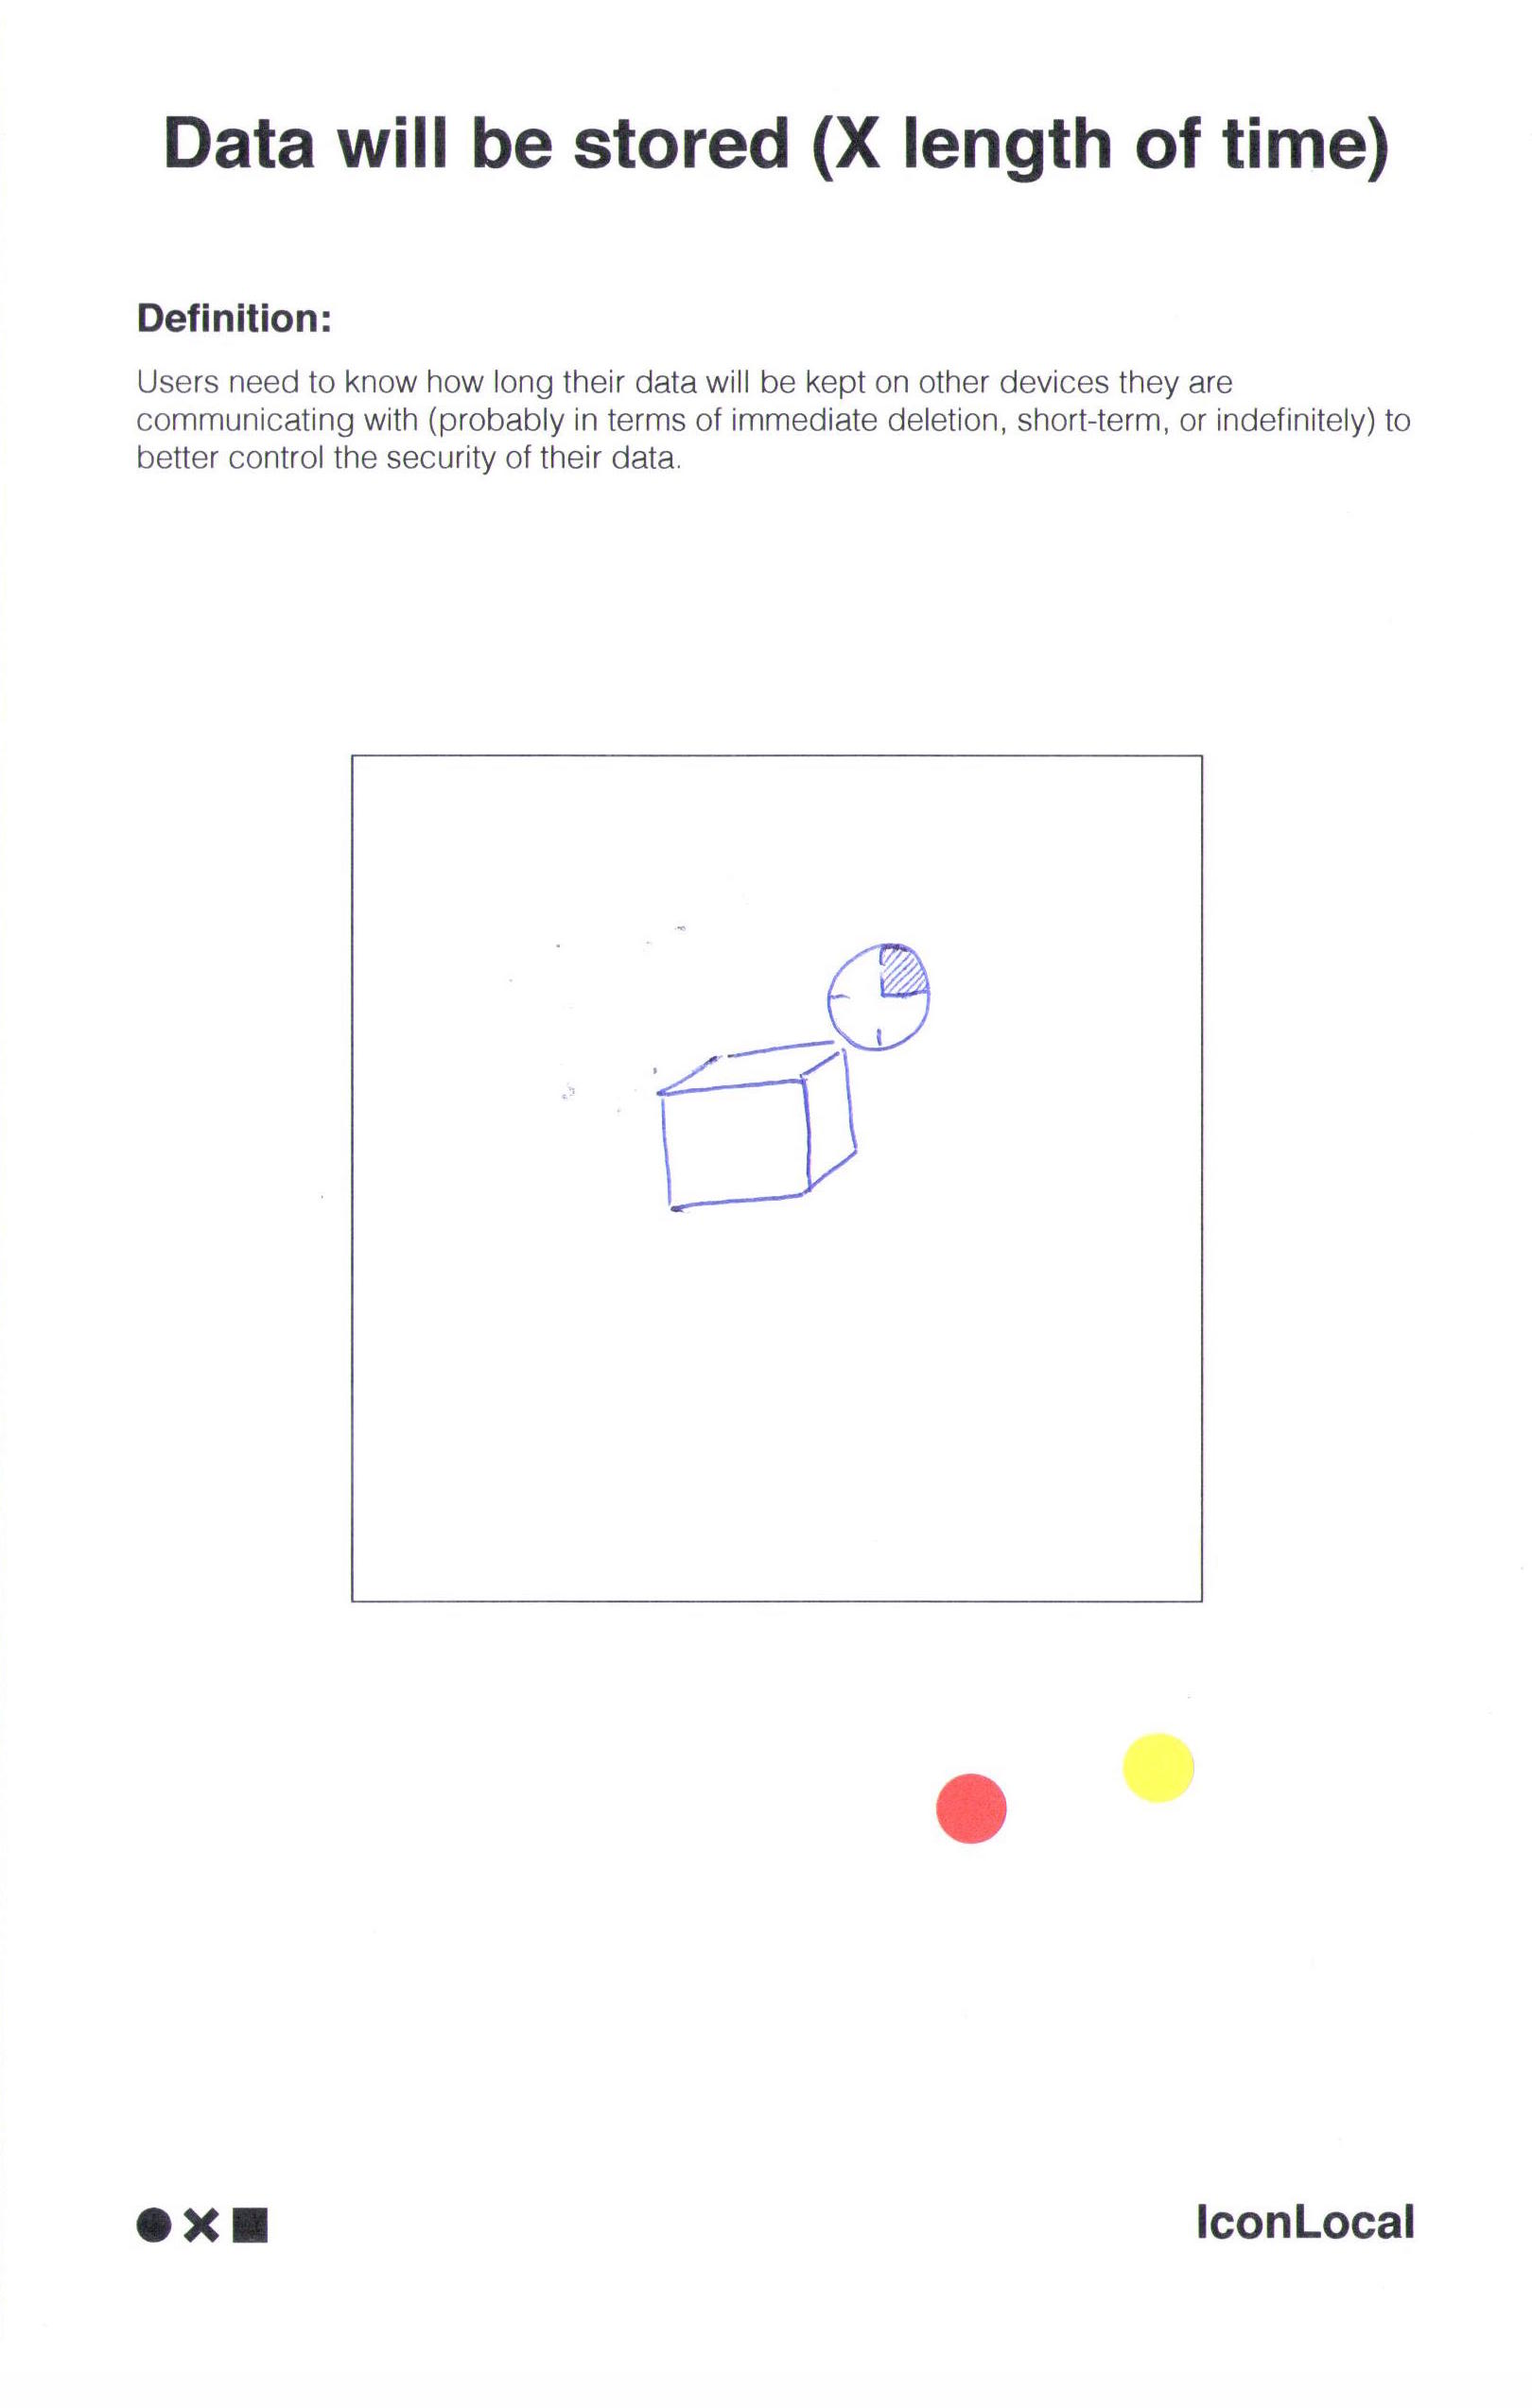 Data will be stored (X length of time)
Definition:
Users need to know how long their data will be kept on other devices they are
communicating with (probably in terms of immediate deletion, short-term, or indefinitely) to
better control the security of their data.
IconLocal